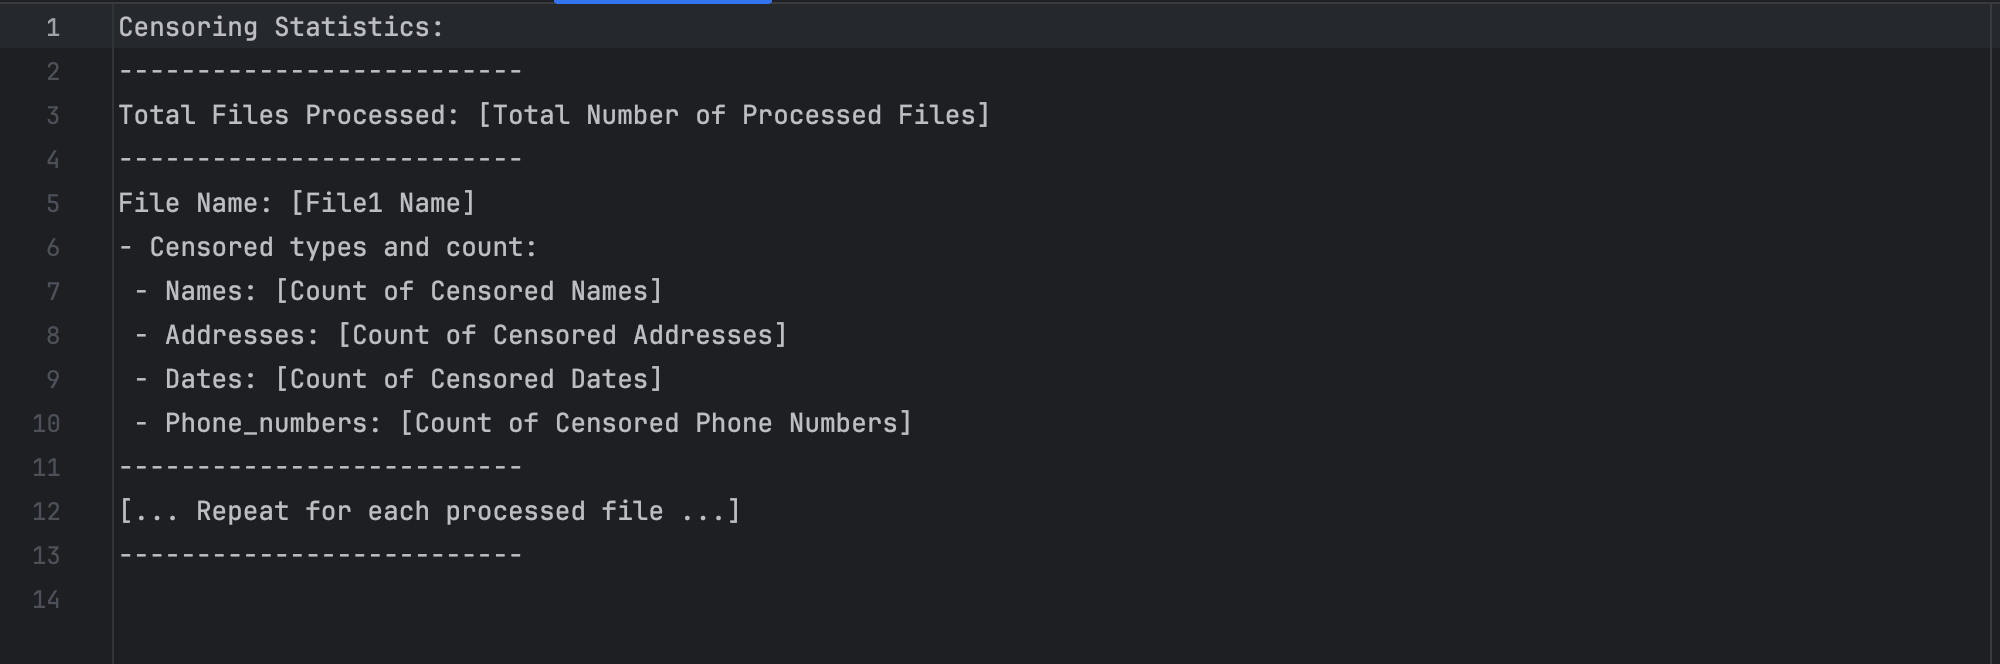 1 Censoring Statistics:
2 --------------------------
3 Total Files Processed: [Total Number of Processed Files]
4 --------------------------
5 File Name: [File1 Name]
6 - Censored types and count:
7  - Names: [Count of Censored Names]
8  - Addresses: [Count of Censored Addresses]
9  - Dates: [Count of Censored Dates]
10  - Phone_numbers: [Count of Censored Phone Numbers]
11 --------------------------
12 [... Repeat for each processed file ...]
13 --------------------------
14